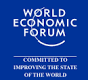 WORLD
ECONOMIC
FORUM
COMMITTED TO
IMPROVING THE STATE
OF THE WORLD